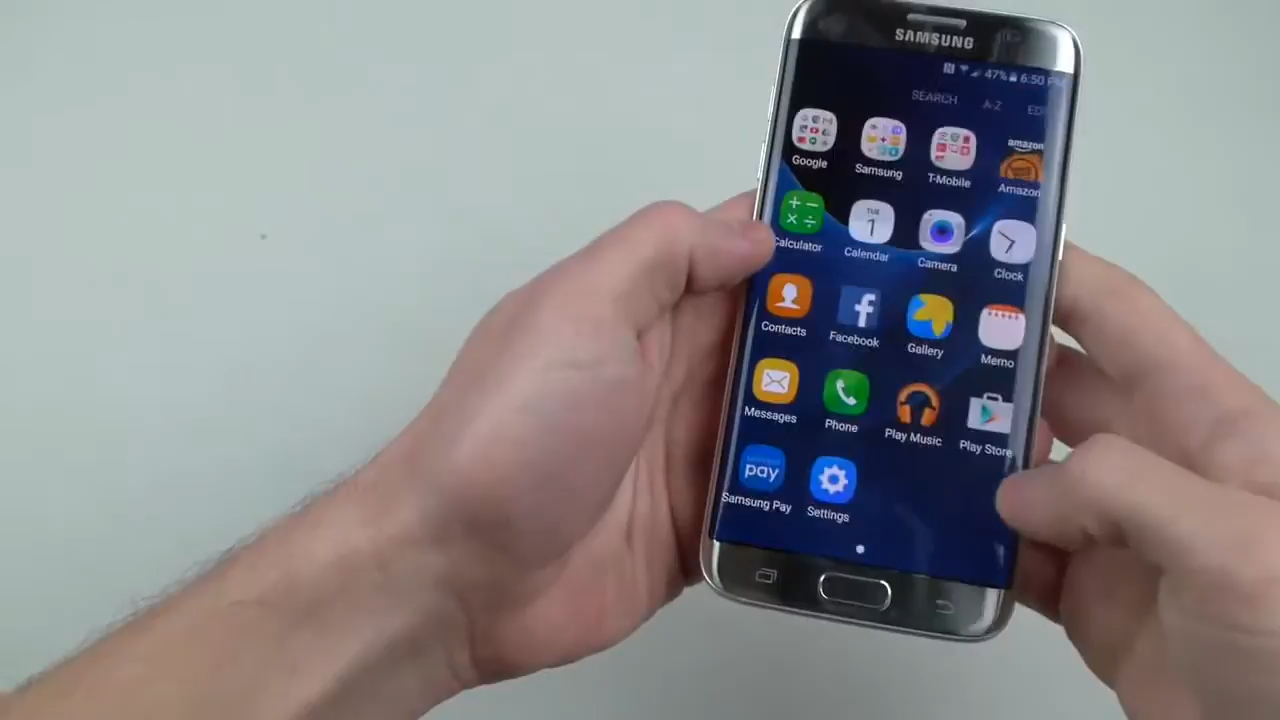 SAMSUNG
47% 6:50 PM
SEARCH A-Z
Google Samsung T-Mobile Amazon
amazon
TUE
1
Calculator Calendar Camera Clock
Contacts Facebook Gallery Memo
Messages Phone Play Music Play Store
pay
Samsung Pay Settings